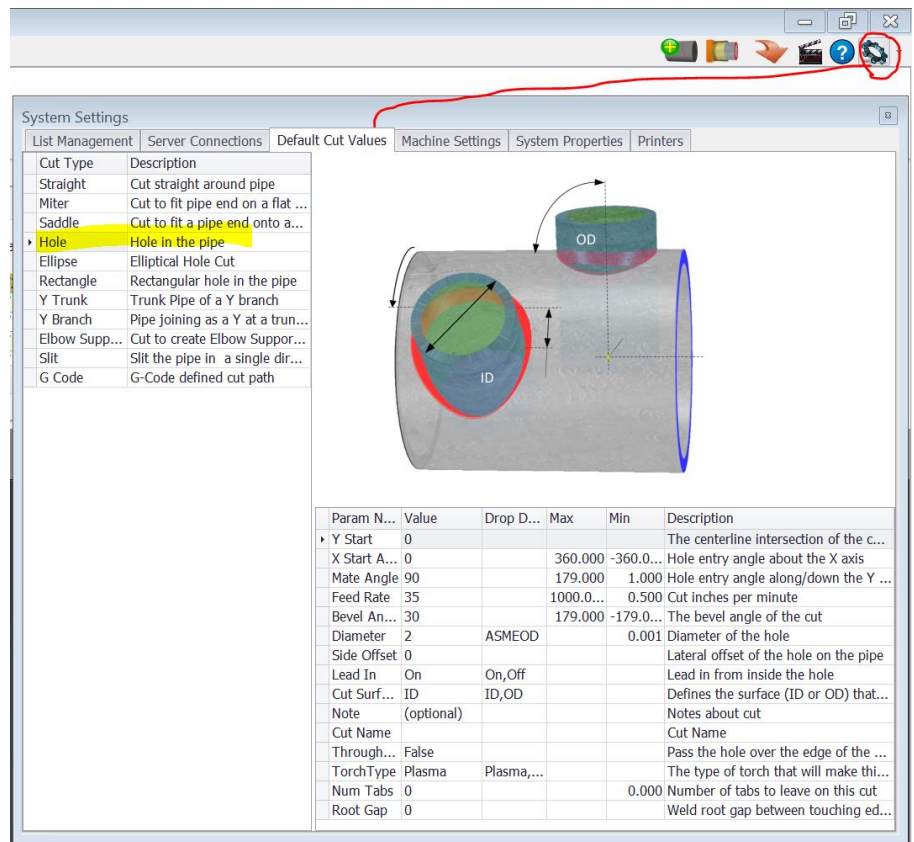 ?
System Settings
List Management Server Connections Default Cut Values Machine Settings System Properties Printers
Cut Type Description
Straight Cut straight around pipe
Miter Cut to fit pipe end on a flat ...
Saddle Cut to fit a pipe end onto a...
Hole Hole in the pipe
Ellipse Elliptical Hole Cut
Rectangle Rectangular hole in the pipe
Y Trunk Trunk Pipe of a Y branch
Y Branch Pipe joining as a Y at a trun...
Elbow Supp... Cut to create Elbow Suppor...
Slit Slit the pipe in a single dir...
G Code G-Code defined cut path
OD
ID
Param N... Value Drop D... Max Min Description
Y Start 0 The centerline intersection of the c...
X Start A... 0 360.000 -360.0... Hole entry angle about the X axis
Mate Angle 90 179.000 1.000 Hole entry angle along/down the Y ...
Feed Rate 35 1000.0... 0.500 Cut inches per minute
Bevel An... 30 179.000 -179.0... The bevel angle of the cut
Diameter 2 ASMEOD 0.001 Diameter of the hole
Side Offset 0 Lateral offset of the hole on the pipe
Lead In On On,Off Lead in from inside the hole
Cut Surf... ID ID,OD Defines the surface (ID or OD) that...
Note (optional) Notes about cut
Cut Name Cut Name
Through... False Pass the hole over the edge of the ...
TorchType Plasma Plasma,... The type of torch that will make thi...
Num Tabs 0 0.000 Number of tabs to leave on this cut
Root Gap 0 Weld root gap between touching ed...